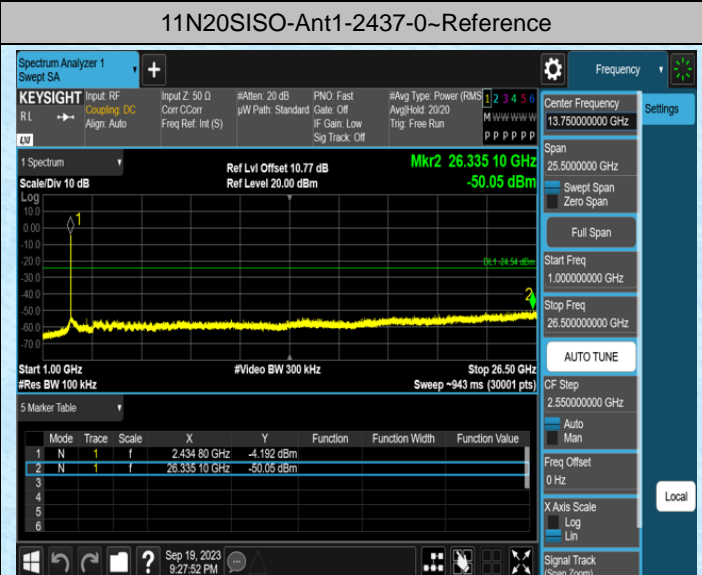 11N20SISO-Ant1-2437-0~Reference
Spectrum Analyzer 1
Swept SA
Frequency
KEYSIGHT
RL
LXI
Input: RF
Coupling: DC
Align: Auto
Input Z: 50 Ω
Corr CCorr
Freq Ref: Int (S)
#Atten: 20 dB
µW Path: Standard
PNO: Fast
Gate: Off
IF Gain: Low
Sig Track: Off
#Avg Type: Power (RMS
Avg|Hold: 20/20
Trig: Free Run
1 2 3 4 5 6
M W W W W W
P P P P P P
Center Frequency
13.750000000 GHz
Settings
Span
25.5000000 GHz
Swept Span
Zero Span
Full Span
Start Freq
1.000000000 GHz
Stop Freq
26.500000000 GHz
AUTO TUNE
CF Step
2.550000000 GHz
Auto
Man
Freq Offset
0 Hz
X Axis Scale
Log
Lin
Local
Signal Track
(Span Zoom)
1 Spectrum
Scale/Div 10 dB
Ref Lvl Offset 10.77 dB
Ref Level 20.00 dBm
Mkr2 26.335 10 GHz
-50.05 dBm
Log
10.0
0.00
-10.0
-20.0
-30.0
-40.0
-50.0
-60.0
-70.0
1
DL1 -24.54 dBm
2
Start 1.00 GHz
#Res BW 100 kHz
#Video BW 300 kHz
Stop 26.50 GHz
Sweep ~943 ms (30001 pts)
5 Marker Table
Mode Trace Scale X Y Function Function Width Function Value
1 N 1 f 2.434 80 GHz -4.192 dBm
2 N 1 f 26.335 10 GHz -50.05 dBm
3
4
5
6
Sep 19, 2023
9:27:52 PM